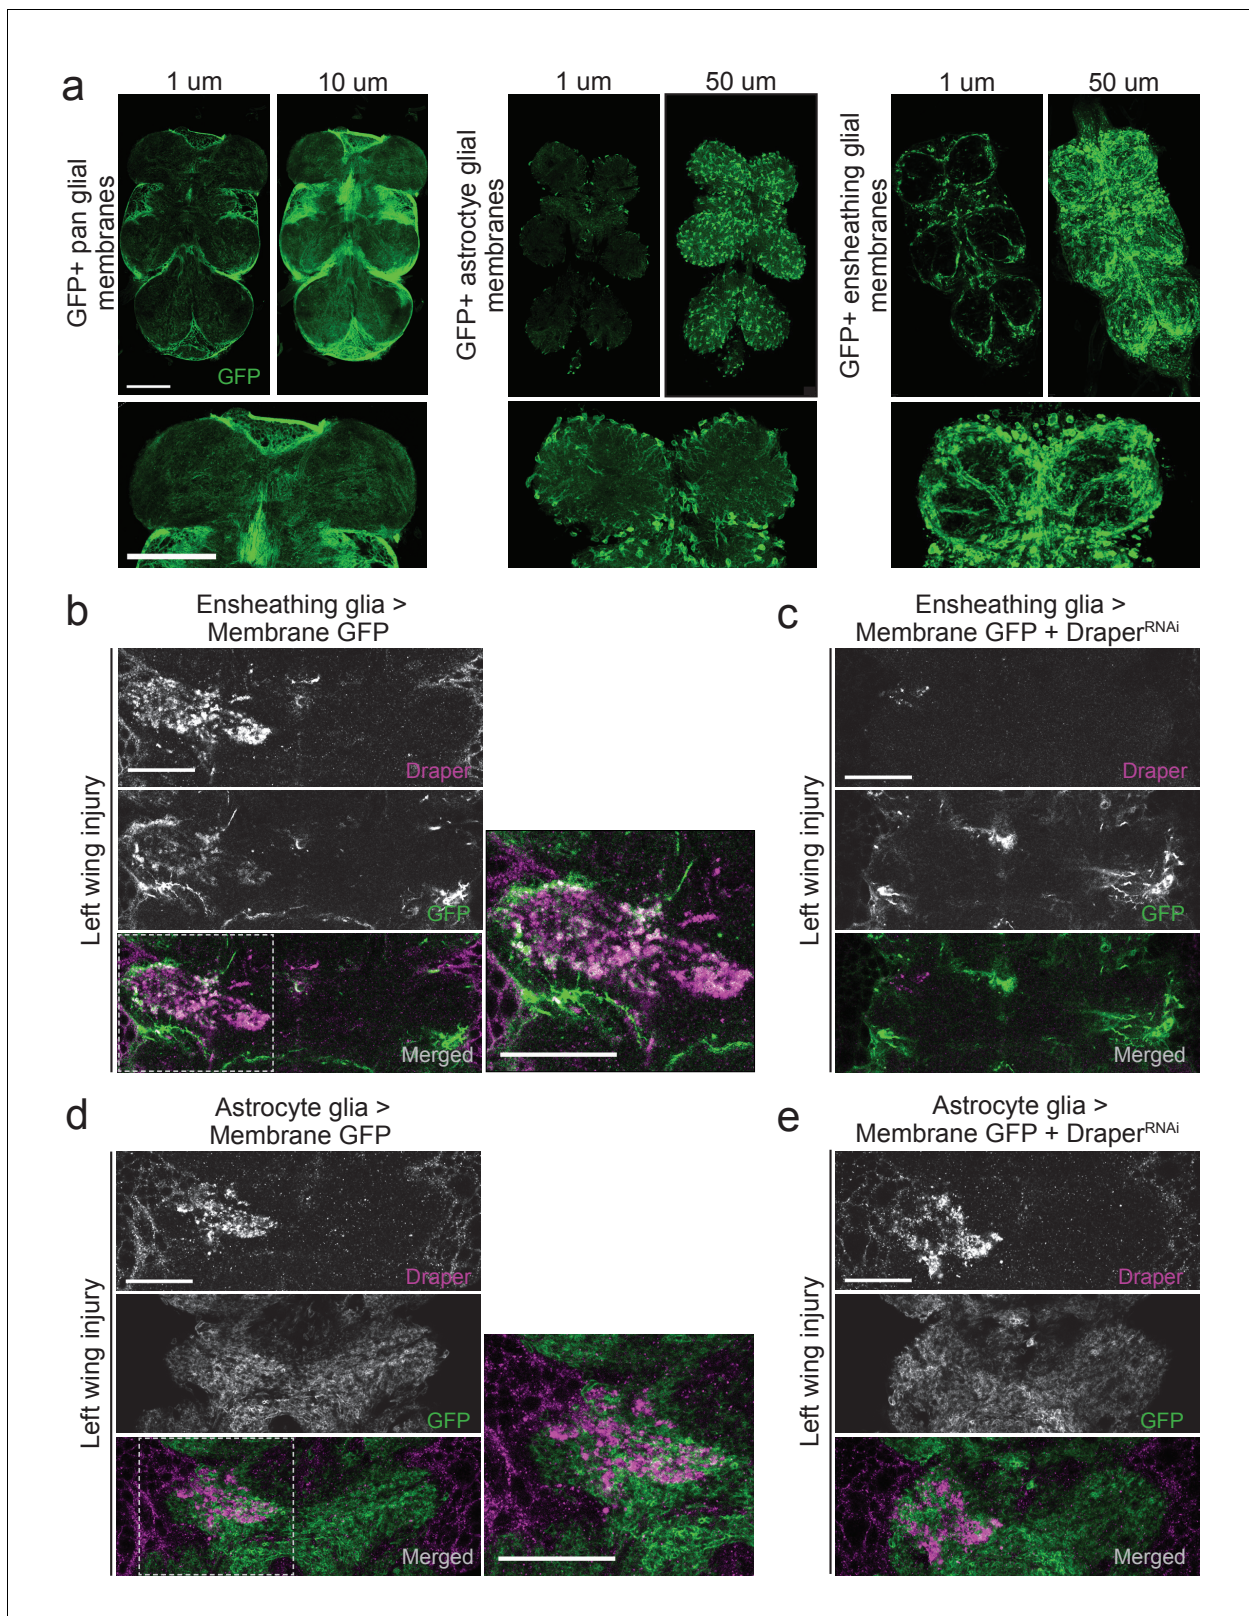 a
1 um
10 um
1 um
50 um
1 um
50 um
GFP+ pan glial
membranes
GFP
GFP+ astroctye glial
membranes
GFP+ ensheathing glial
membranes
b
Ensheathing glia >
Membrane GFP
Left wing injury
Draper
GFP
Merged
c
Ensheathing glia >
Membrane GFP + Draper^RNAi
Left wing injury
Draper
GFP
Merged
d
Astrocyte glia >
Membrane GFP
Left wing injury
Draper
GFP
Merged
e
Astrocyte glia >
Membrane GFP + Draper^RNAi
Left wing injury
Draper
GFP
Merged